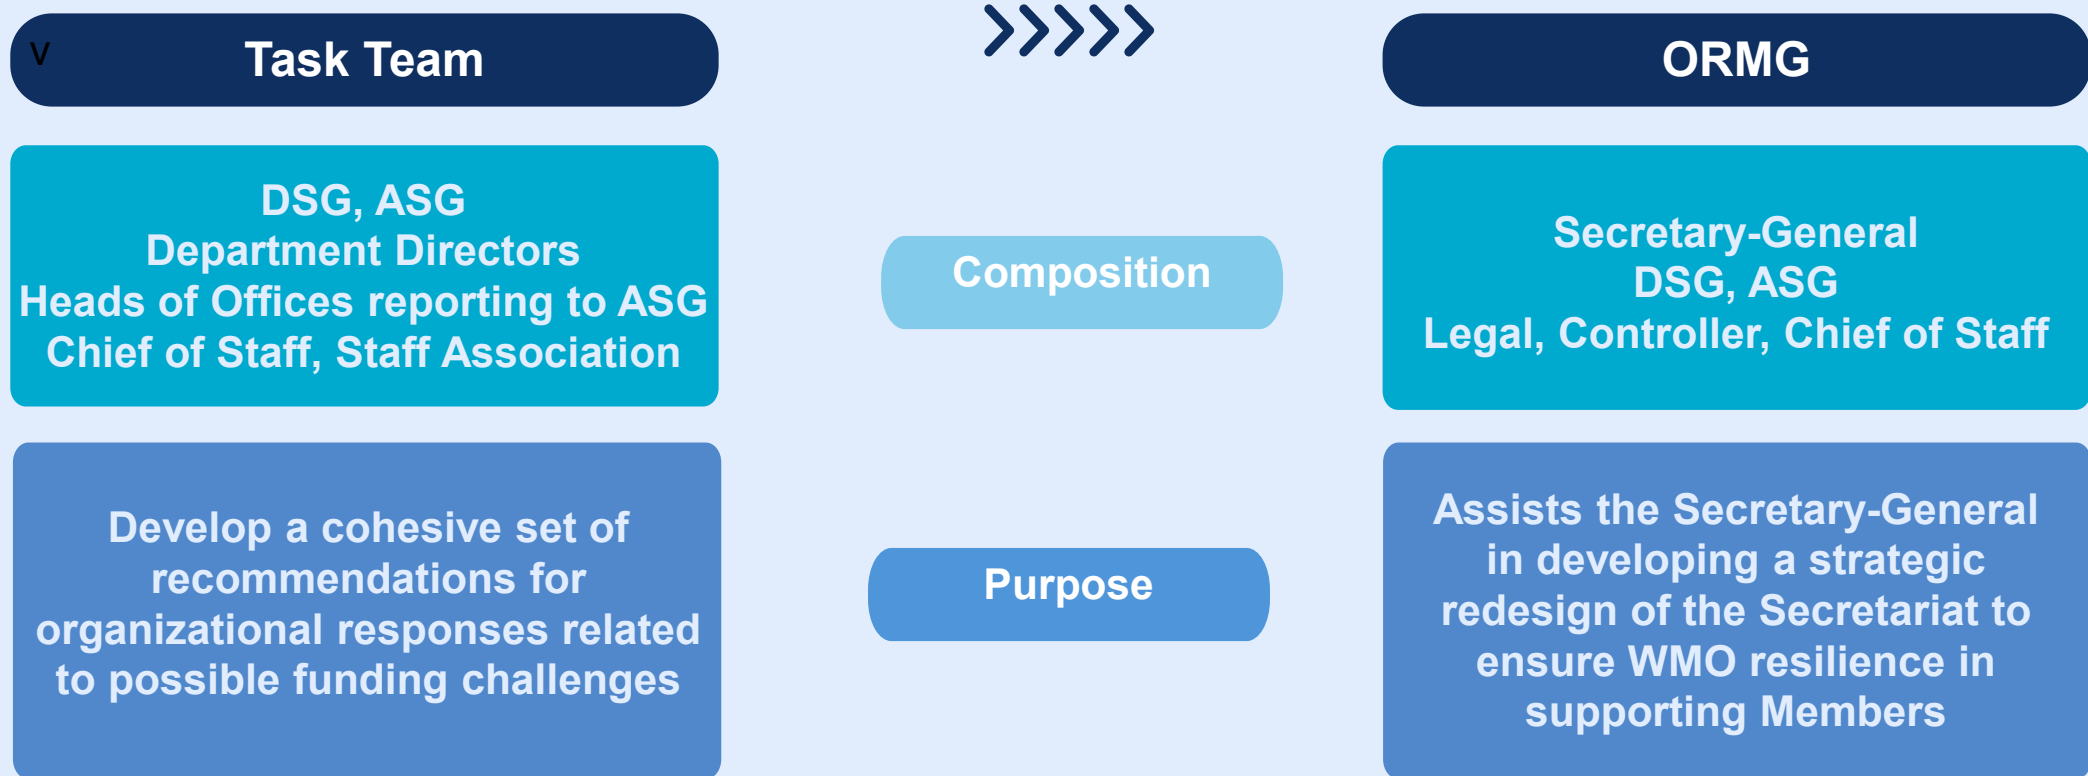 v
Task Team
ORMG
DSG, ASG
Department Directors
Heads of Offices reporting to ASG
Chief of Staff, Staff Association
Composition
Secretary-General
DSG, ASG
Legal, Controller, Chief of Staff
Develop a cohesive set of
recommendations for
organizational responses related
to possible funding challenges
Purpose
Assists the Secretary-General
in developing a strategic
redesign of the Secretariat to
ensure WMO resilience in
supporting Members